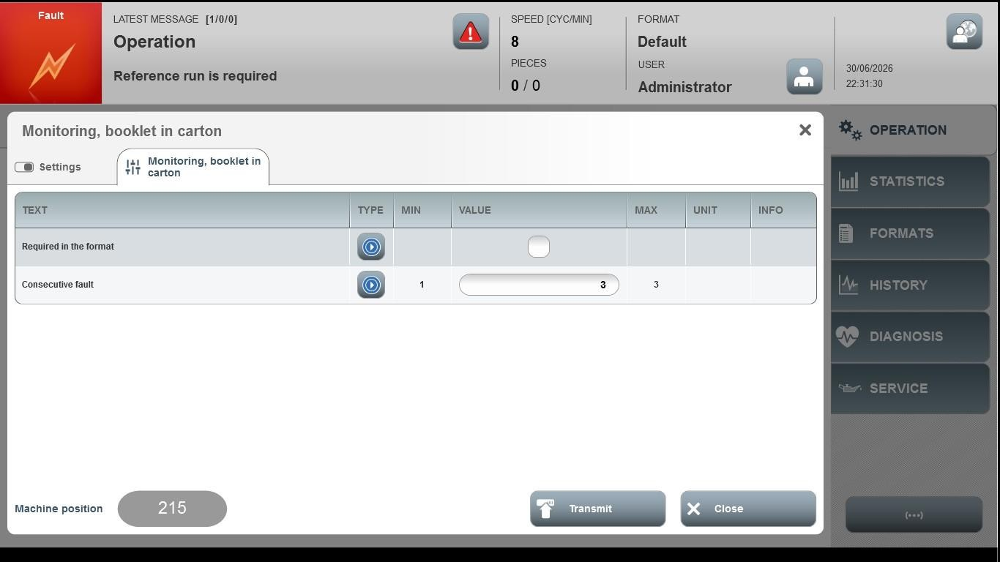 Fault
LATEST MESSAGE [1/0/0]
Operation
Reference run is required
SPEED [CYC/MIN]
8
PIECES
0 / 0
FORMAT
Default
USER
Administrator
30/06/2026
22:31:30
Monitoring, booklet in carton
Settings
Monitoring, booklet in
carton
TEXT TYPE MIN VALUE MAX UNIT INFO
Required in the format
Consecutive fault 1 3 3
Machine position 215
Transmit
Close
OPERATION
STATISTICS
FORMATS
HISTORY
DIAGNOSIS
SERVICE
(•••)